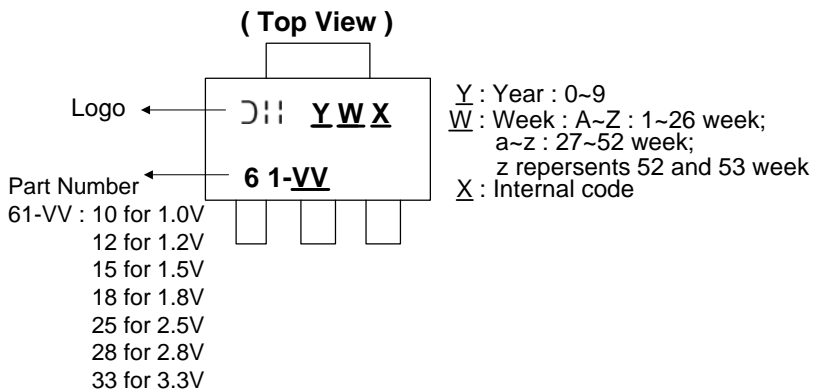 ( Top View )
Logo
Y W X
6 1-VV
Y : Year : 0~9
W : Week : A~Z : 1~26 week;
a~z : 27~52 week;
z repersents 52 and 53 week
X : Internal code
Part Number
61-VV : 10 for 1.0V
12 for 1.2V
15 for 1.5V
18 for 1.8V
25 for 2.5V
28 for 2.8V
33 for 3.3V